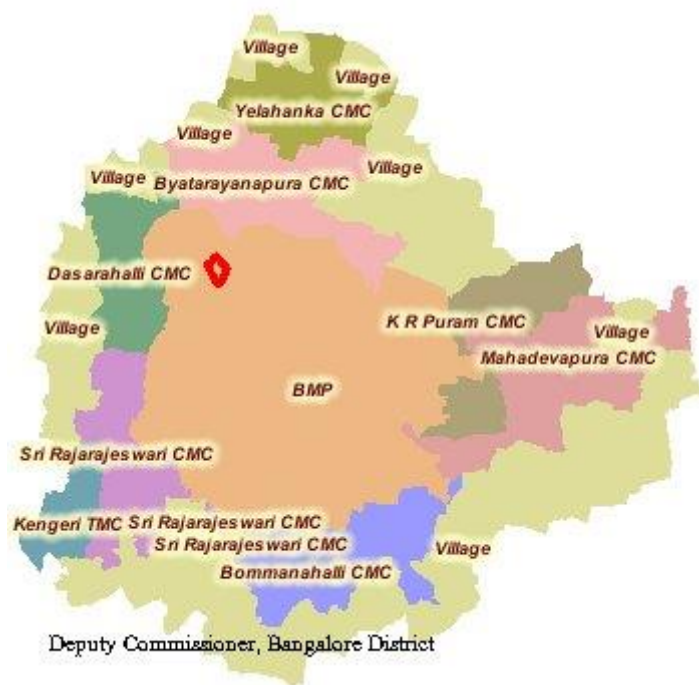 Village
Village
Yelahanka CMC
Village
Village
Village
Byatarayanapura CMC
Dasarahalli CMC
Village
K R Puram CMC
Village
Mahadevapura CMC
BMP
Sri Rajarajeswari CMC
Kengeri TMC
Sri Rajarajeswari CMC
Sri Rajarajeswari CMC
Village
Bommanahalli CMC
Deputy Commissioner, Bangalore District